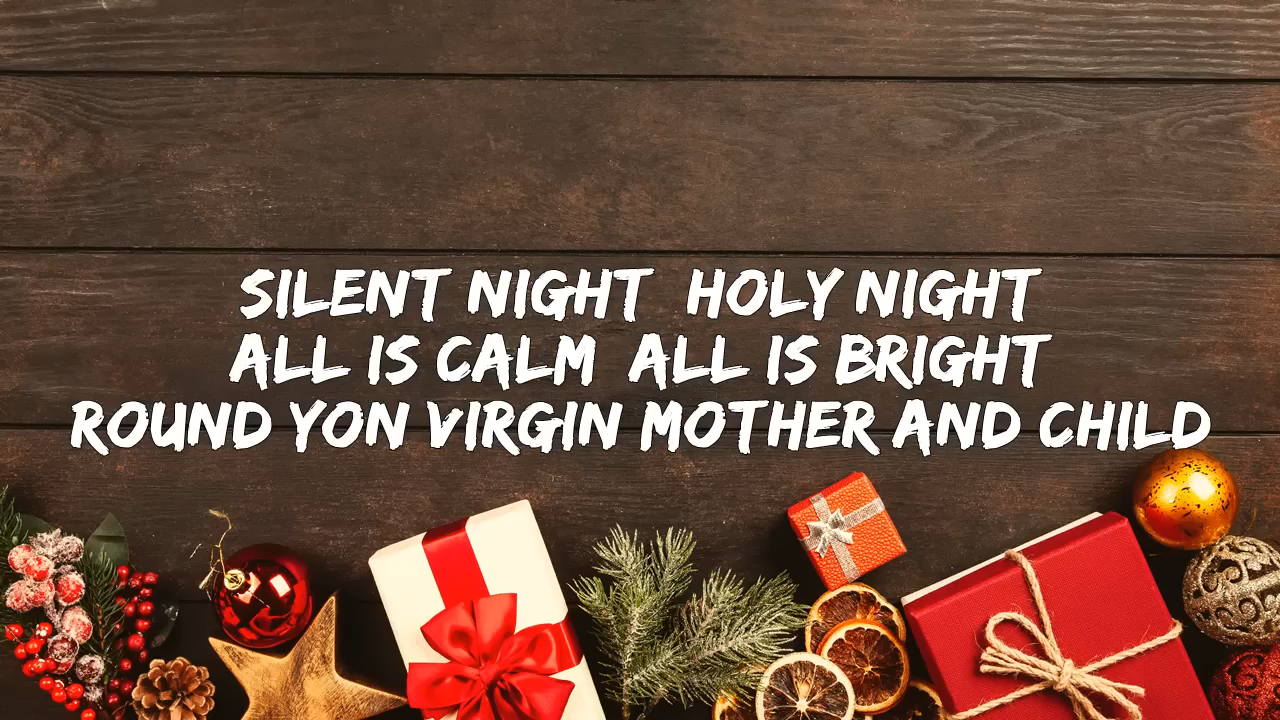 SILENT NIGHT HOLY NIGHT
ALL IS CALM ALL IS BRIGHT
ROUND YON VIRGIN MOTHER AND CHILD